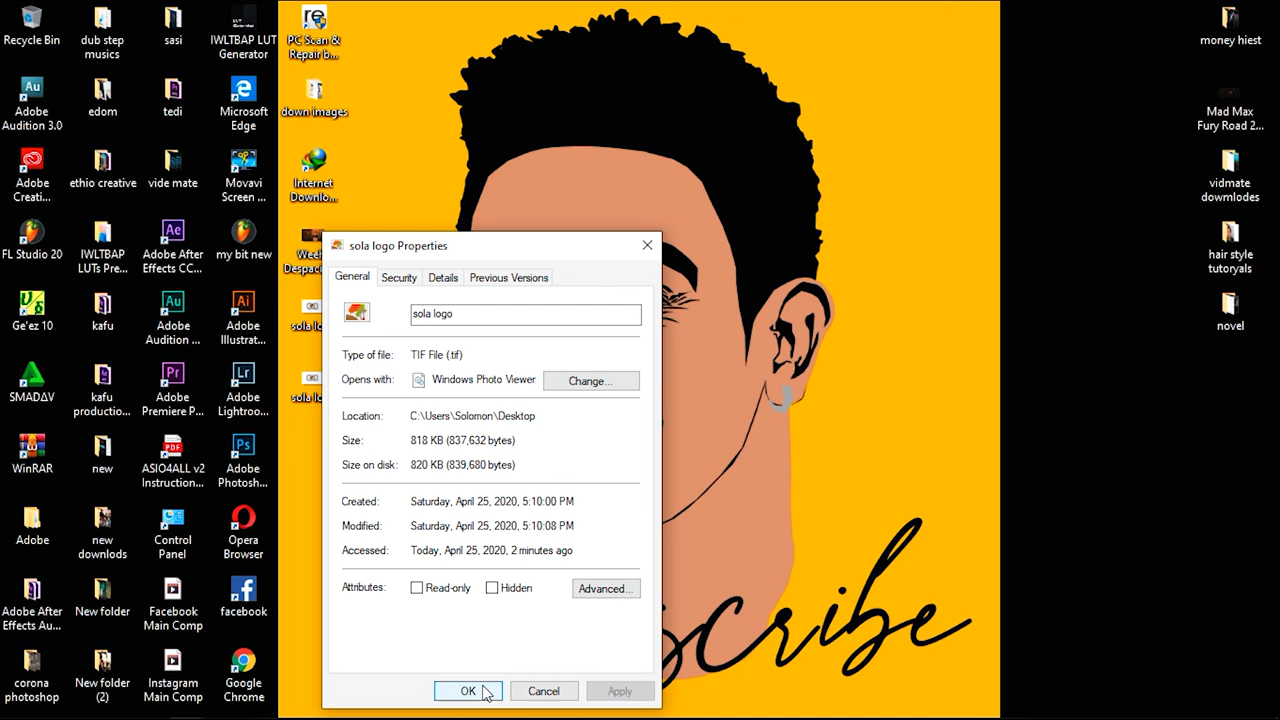 Recycle Bin
dub step
musics
sasi
IWLTBAP LUT
Generator
PC Scan &
Repair b...
money hiest
Adobe
Audition 3.0
edom
tedi
Microsoft
Edge
down images
Mad Max
Fury Road 2...
Adobe
Creati...
ethio creative
vide mate
Movavi
Screen ...
Internet
Downlo...
vidmate
dowmlodes
FL Studio 20
IWLTBAP
LUTs Pre...
Adobe After
Effects CC...
my bit new
hair style
tutoryals
Ge'ez 10
kafu
Adobe
Audition ...
Adobe
Illustrat...
novel
SMADAV
kafu
productio...
Adobe
Premiere P...
Adobe
Lightroo...
WinRAR
new
ASIO4ALL v2
Instruction...
Adobe
Photosh...
Adobe
new
downlods
Control
Panel
Opera
Browser
Adobe After
Effects Au...
New folder
Facebook
Main Comp
facebook
corona
photoshop
New folder
(2)
Instagram
Main Comp
Google
Chrome
sola logo Properties
General
Security
Details
Previous Versions
sola logo
Type of file: TIF File (.tif)
Opens with: Windows Photo Viewer Change...
Location: C:\Users\Solomon\Desktop
Size: 818 KB (837,632 bytes)
Size on disk: 820 KB (839,680 bytes)
Created: Saturday, April 25, 2020, 5:10:00 PM
Modified: Saturday, April 25, 2020, 5:10:08 PM
Accessed: Today, April 25, 2020, 2 minutes ago
Attributes: Read-only Hidden Advanced...
OK Cancel Apply
scribe